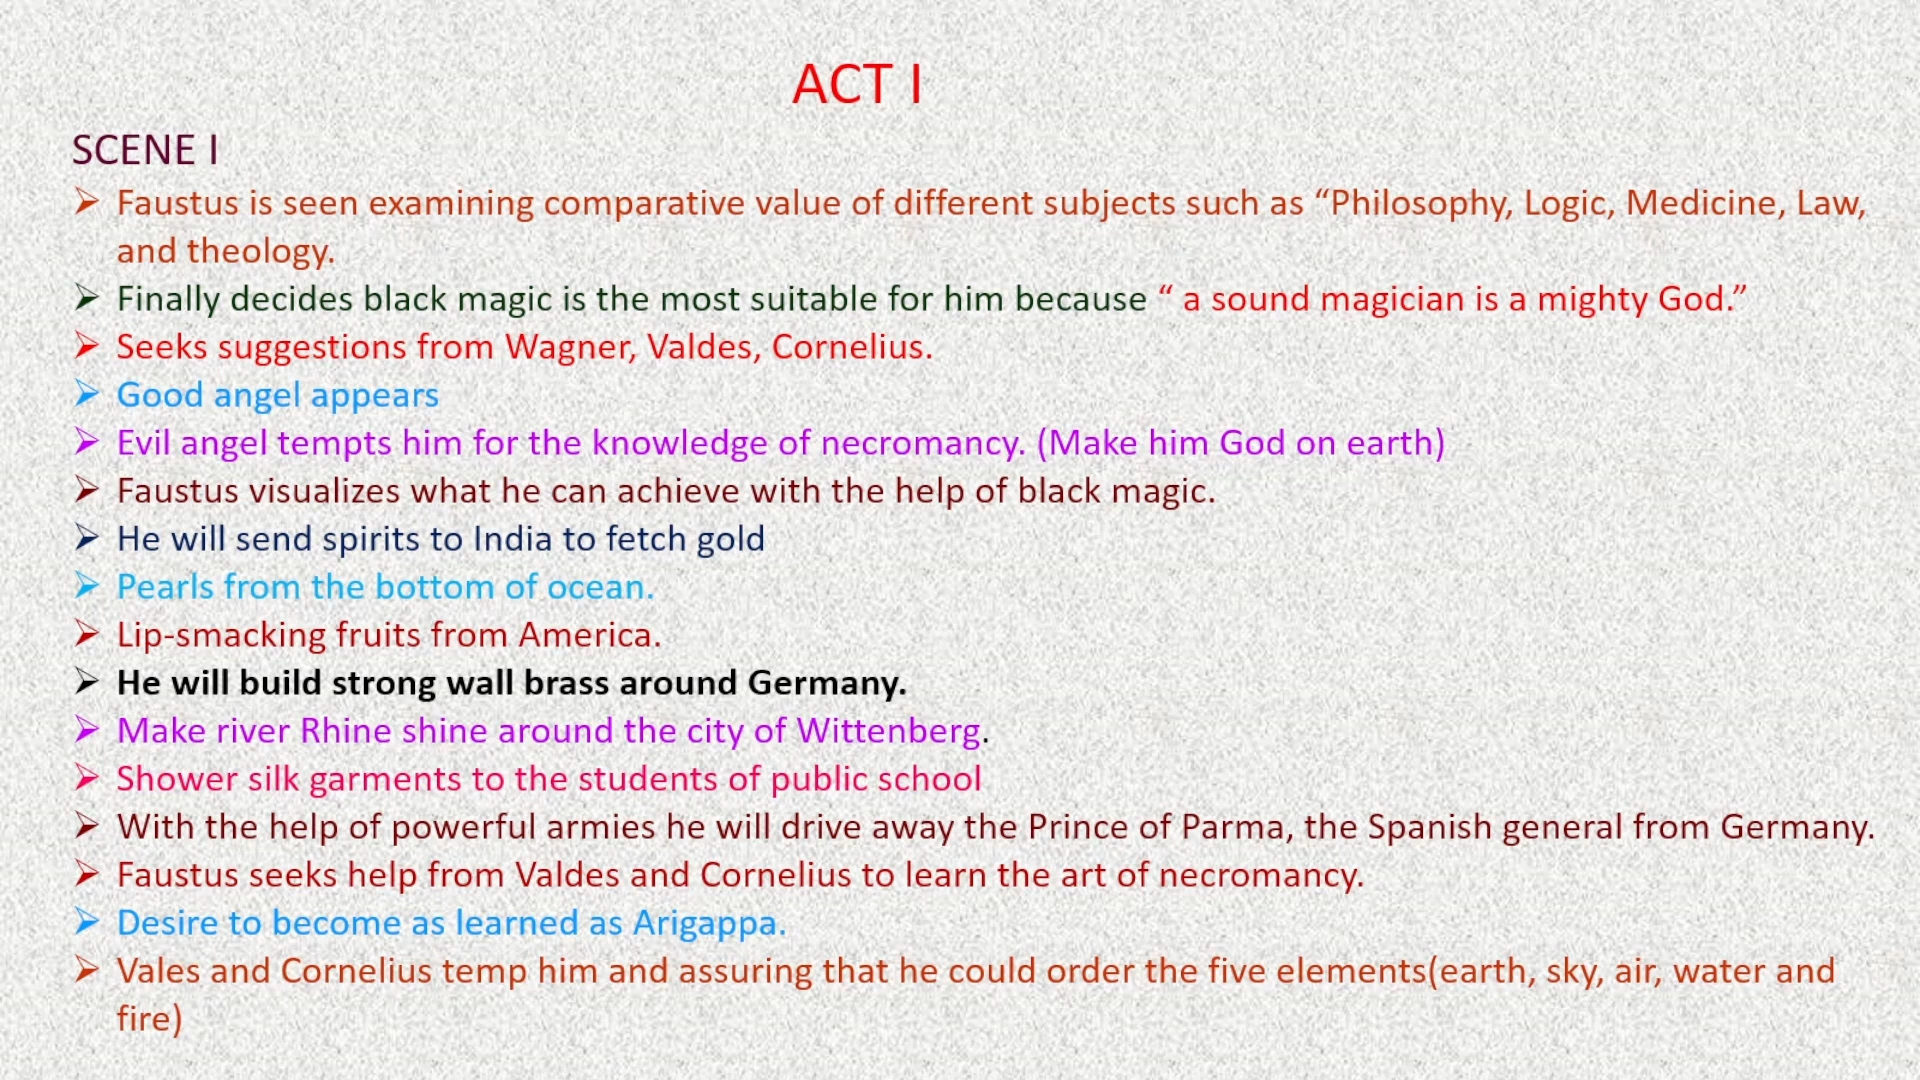 ACT I
SCENE I
➢ Faustus is seen examining comparative value of different subjects such as “Philosophy, Logic, Medicine, Law,
and theology.
➢ Finally decides black magic is the most suitable for him because “ a sound magician is a mighty God.”
➢ Seeks suggestions from Wagner, Valdes, Cornelius.
➢ Good angel appears
➢ Evil angel tempts him for the knowledge of necromancy. (Make him God on earth)
➢ Faustus visualizes what he can achieve with the help of black magic.
➢ He will send spirits to India to fetch gold
➢ Pearls from the bottom of ocean.
➢ Lip-smacking fruits from America.
➢ He will build strong wall brass around Germany.
➢ Make river Rhine shine around the city of Wittenberg.
➢ Shower silk garments to the students of public school
➢ With the help of powerful armies he will drive away the Prince of Parma, the Spanish general from Germany.
➢ Faustus seeks help from Valdes and Cornelius to learn the art of necromancy.
➢ Desire to become as learned as Arigappa.
➢ Vales and Cornelius temp him and assuring that he could order the five elements(earth, sky, air, water and
fire)